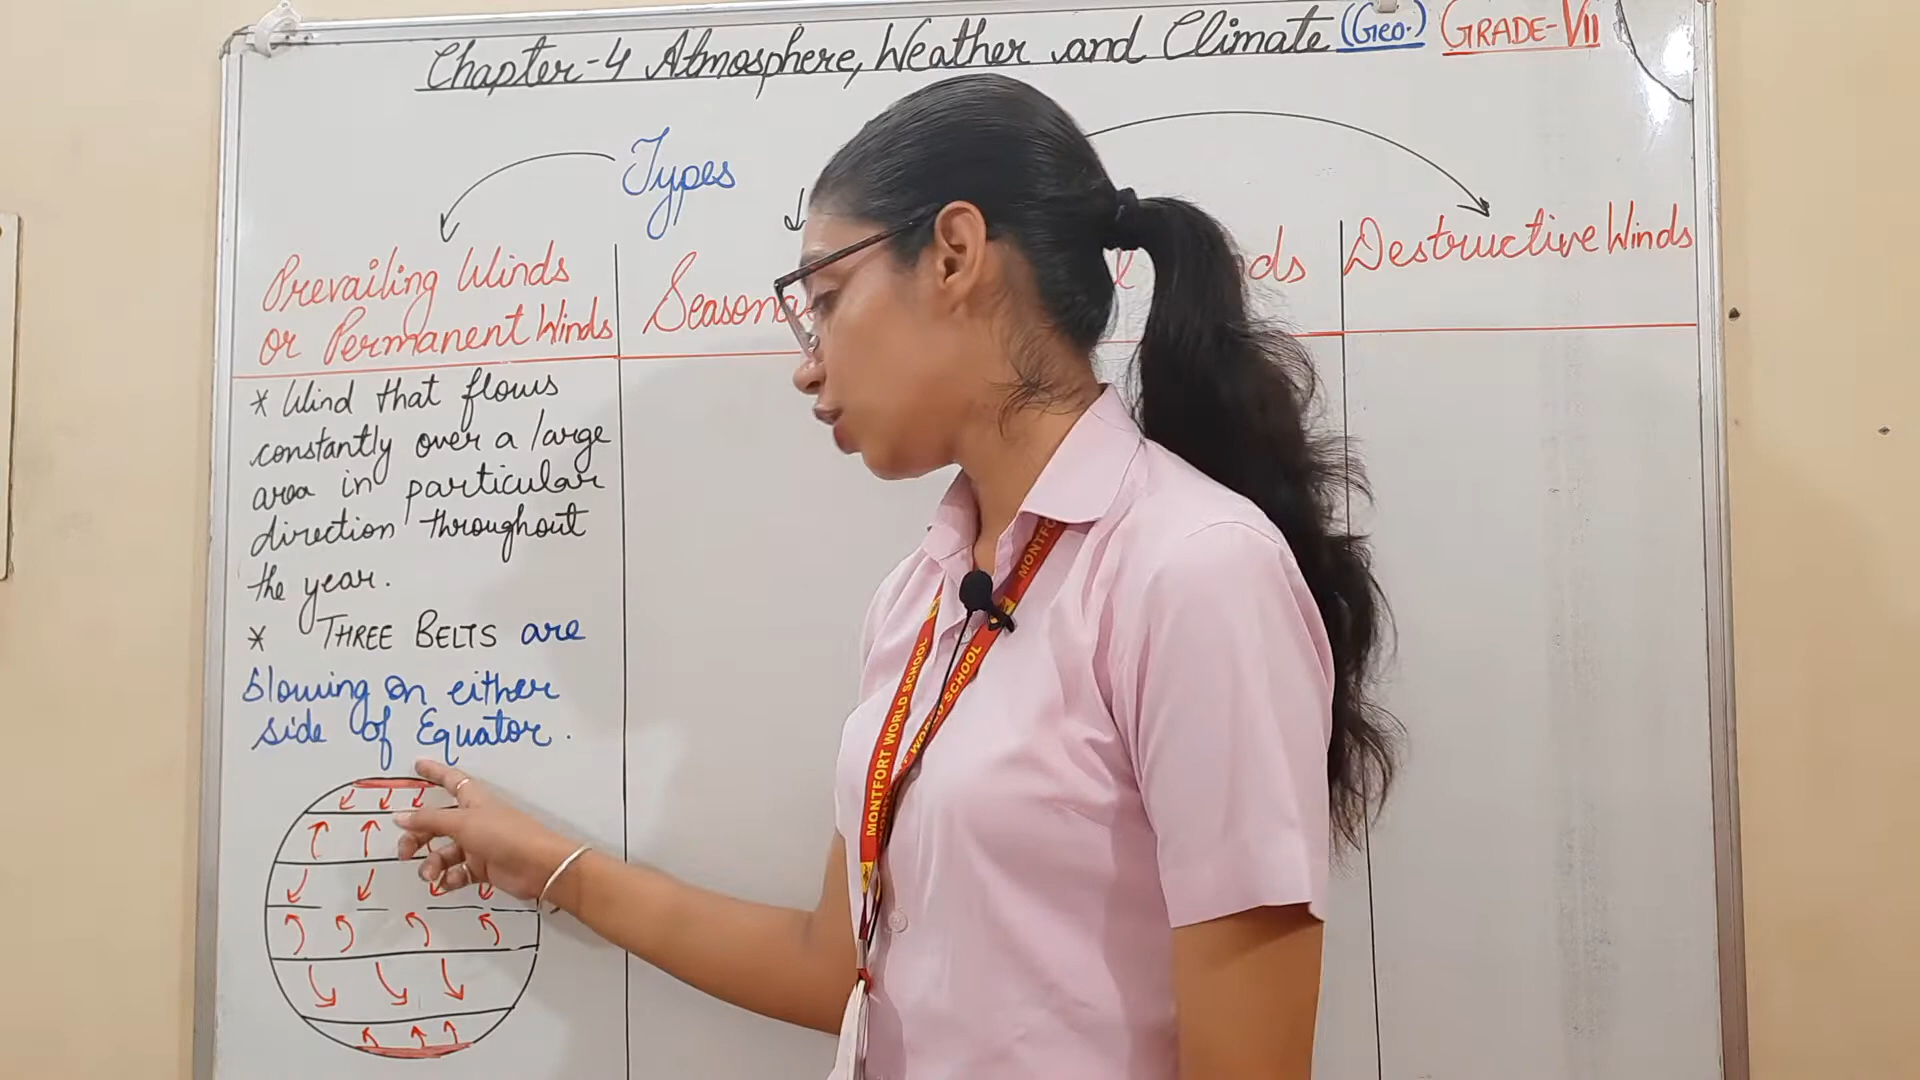 Chapter-4 Atmosphere, Weather and Climate (Geo.) GRADE-VII
Types
Prevailing Winds
or Permanent Winds
Destructive Winds
* Wind that flows
constantly over a large
area in particular
direction throughout
the year.
* THREE BELTS are
blowing on either
side of Equator.
MONTFORT WORLD SCHOOL
WORLD SCHOOL